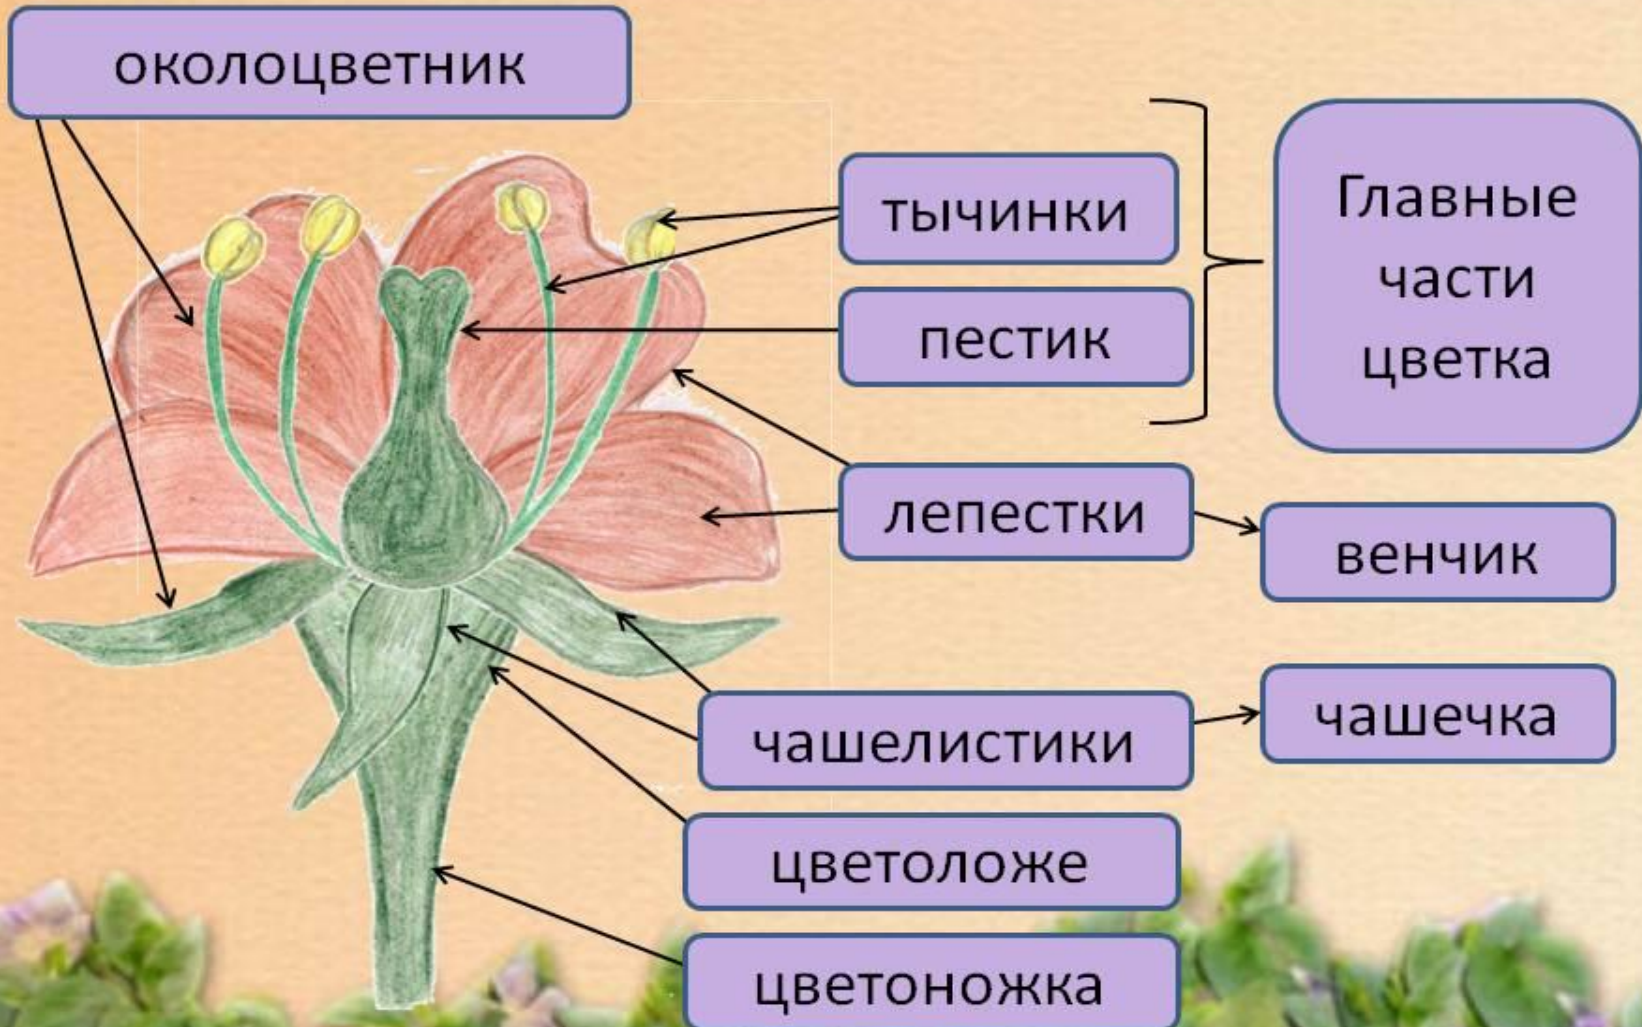 околоцветник
тычинки
пестик
Главные
части
цветка
лепестки
венчик
чашелистики
чашечка
цветоложе
цветоножка